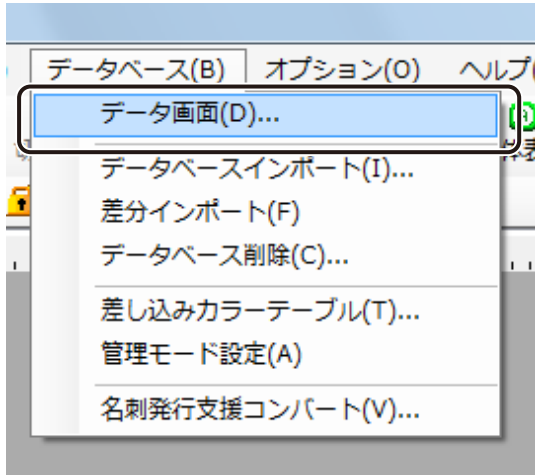 データベース(B) オプション(O) ヘルプ(
データ画面(D)...
データベースインポート(I)...
差分インポート(F)
データベース削除(C)...
差し込みカラーテーブル(T)...
管理モード設定(A)
名刺発行支援コンバート(V)...